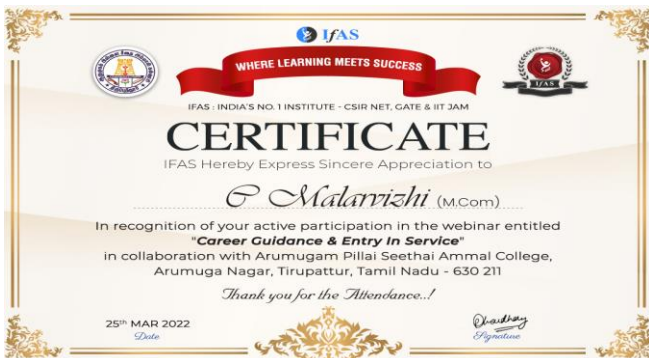 IfAS
WHERE LEARNING MEETS SUCCESS
IFAS
IFAS : INDIA'S NO. 1 INSTITUTE - CSIR NET, GATE & IIT JAM
CERTIFICATE
IFAS Hereby Express Sincere Appreciation to
C Malarvizhi (M.Com)
In recognition of your active participation in the webinar entitled
"Career Guidance & Entry In Service"
in collaboration with Arumugam Pillai Seethai Ammal College,
Arumuga Nagar, Tirupattur, Tamil Nadu - 630 211
Thank you for the Attendance..!
25th MAR 2022
Date
Chaudhary
Signature